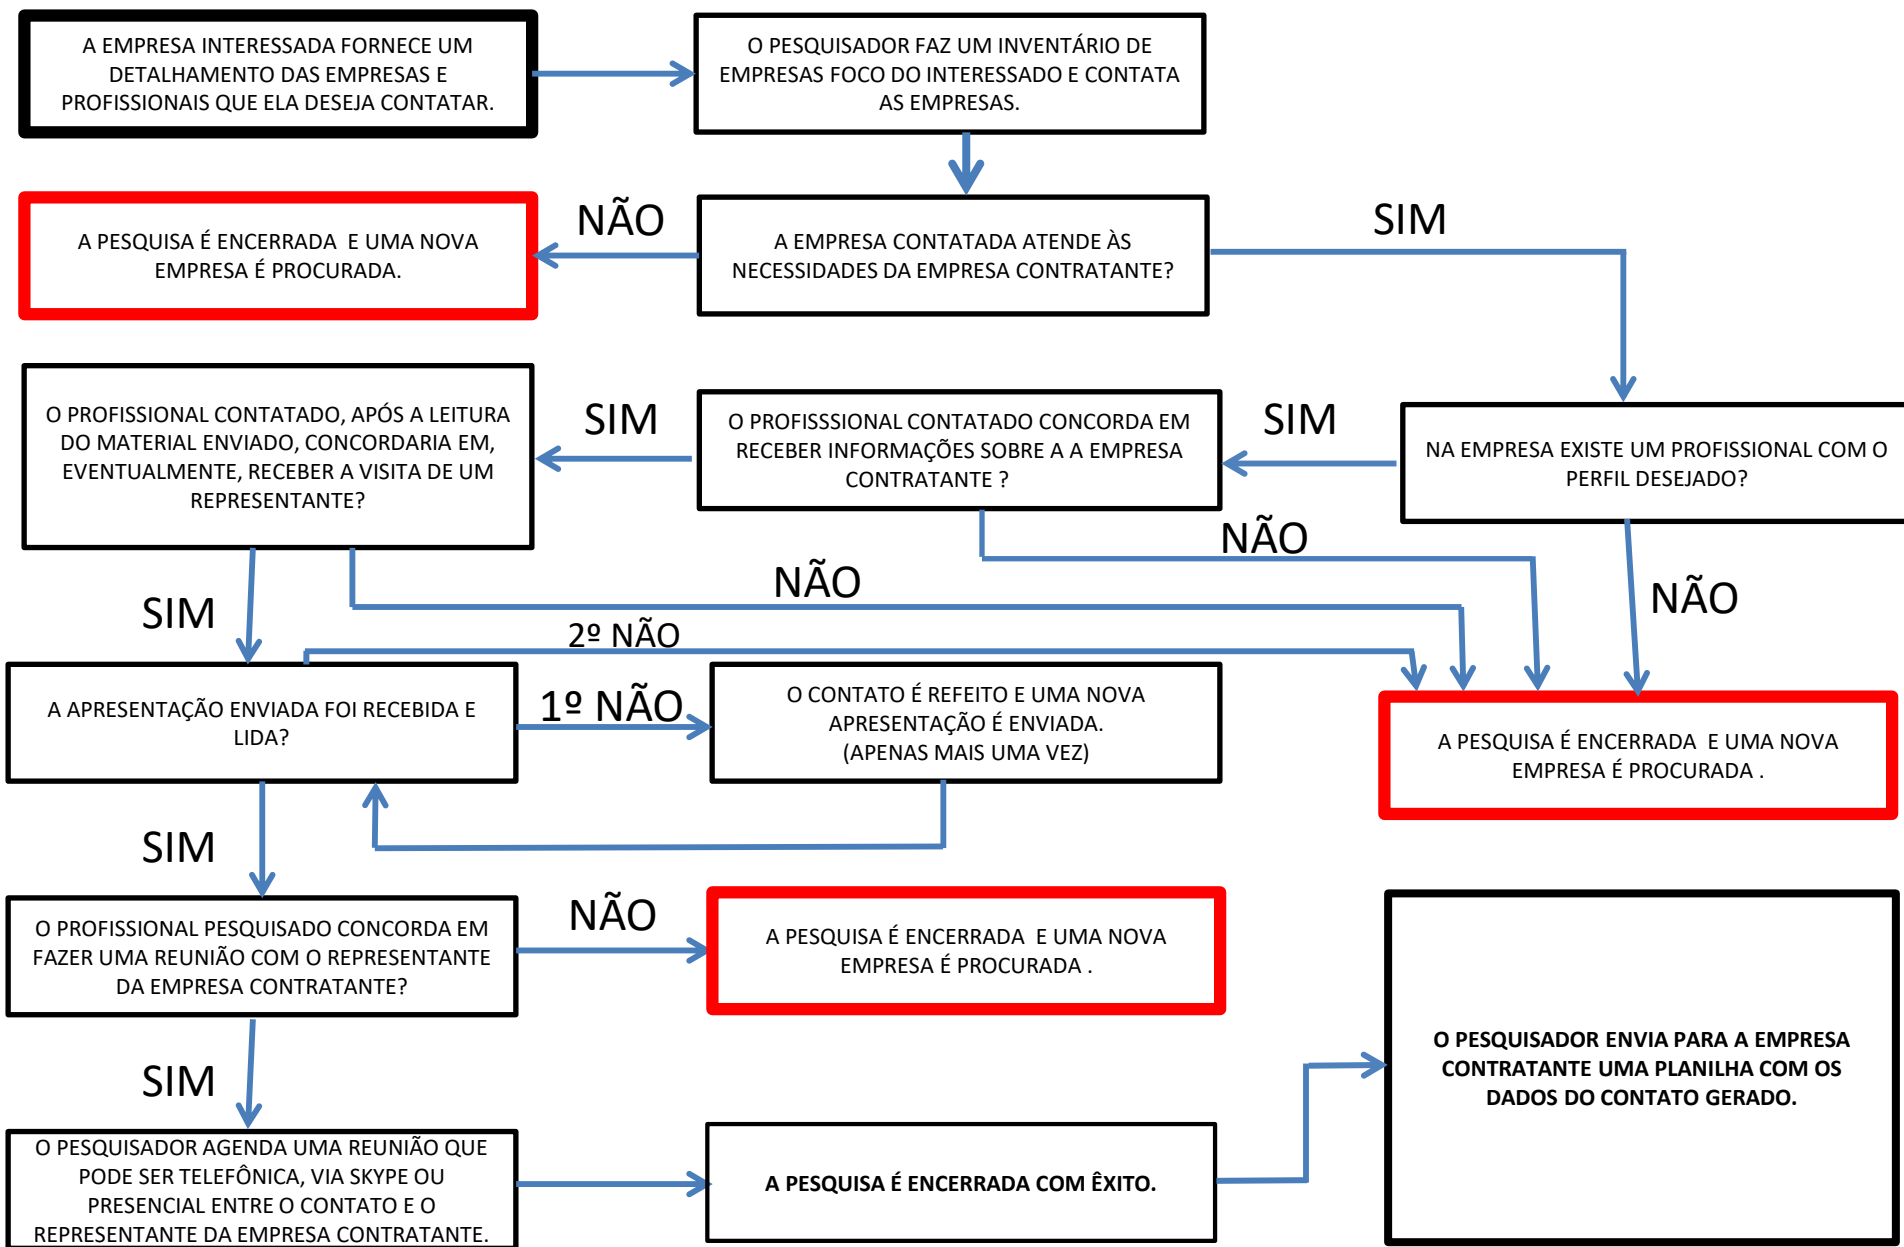 A EMPRESA INTERESSADA FORNECE UM
DETALHAMENTO DAS EMPRESAS E
PROFISSIONAIS QUE ELA DESEJA CONTATAR.
O PESQUISADOR FAZ UM INVENTÁRIO DE
EMPRESAS FOCO DO INTERESSADO E CONTATA
AS EMPRESAS.
A PESQUISA É ENCERRADA E UMA NOVA
EMPRESA É PROCURADA.
NÃO
A EMPRESA CONTATADA ATENDE ÀS
NECESSIDADES DA EMPRESA CONTRATANTE?
SIM
O PROFISSIONAL CONTATADO, APÓS A LEITURA
DO MATERIAL ENVIADO, CONCORDARIA EM,
EVENTUALMENTE, RECEBER A VISITA DE UM
REPRESENTANTE?
SIM
O PROFISSSIONAL CONTATADO CONCORDA EM
RECEBER INFORMAÇÕES SOBRE A A EMPRESA
CONTRATANTE ?
SIM
NA EMPRESA EXISTE UM PROFISSIONAL COM O
PERFIL DESEJADO?
NÃO
NÃO
NÃO
SIM
2º NÃO
A APRESENTAÇÃO ENVIADA FOI RECEBIDA E
LIDA?
1º NÃO
O CONTATO É REFEITO E UMA NOVA
APRESENTAÇÃO É ENVIADA.
(APENAS MAIS UMA VEZ)
A PESQUISA É ENCERRADA E UMA NOVA
EMPRESA É PROCURADA .
SIM
O PROFISSIONAL PESQUISADO CONCORDA EM
FAZER UMA REUNIÃO COM O REPRESENTANTE
DA EMPRESA CONTRATANTE?
NÃO
A PESQUISA É ENCERRADA E UMA NOVA
EMPRESA É PROCURADA .
O PESQUISADOR ENVIA PARA A EMPRESA
CONTRATANTE UMA PLANILHA COM OS
DADOS DO CONTATO GERADO.
SIM
O PESQUISADOR AGENDA UMA REUNIÃO QUE
PODE SER TELEFÔNICA, VIA SKYPE OU
PRESENCIAL ENTRE O CONTATO E O
REPRESENTANTE DA EMPRESA CONTRATANTE.
A PESQUISA É ENCERRADA COM ÊXITO.